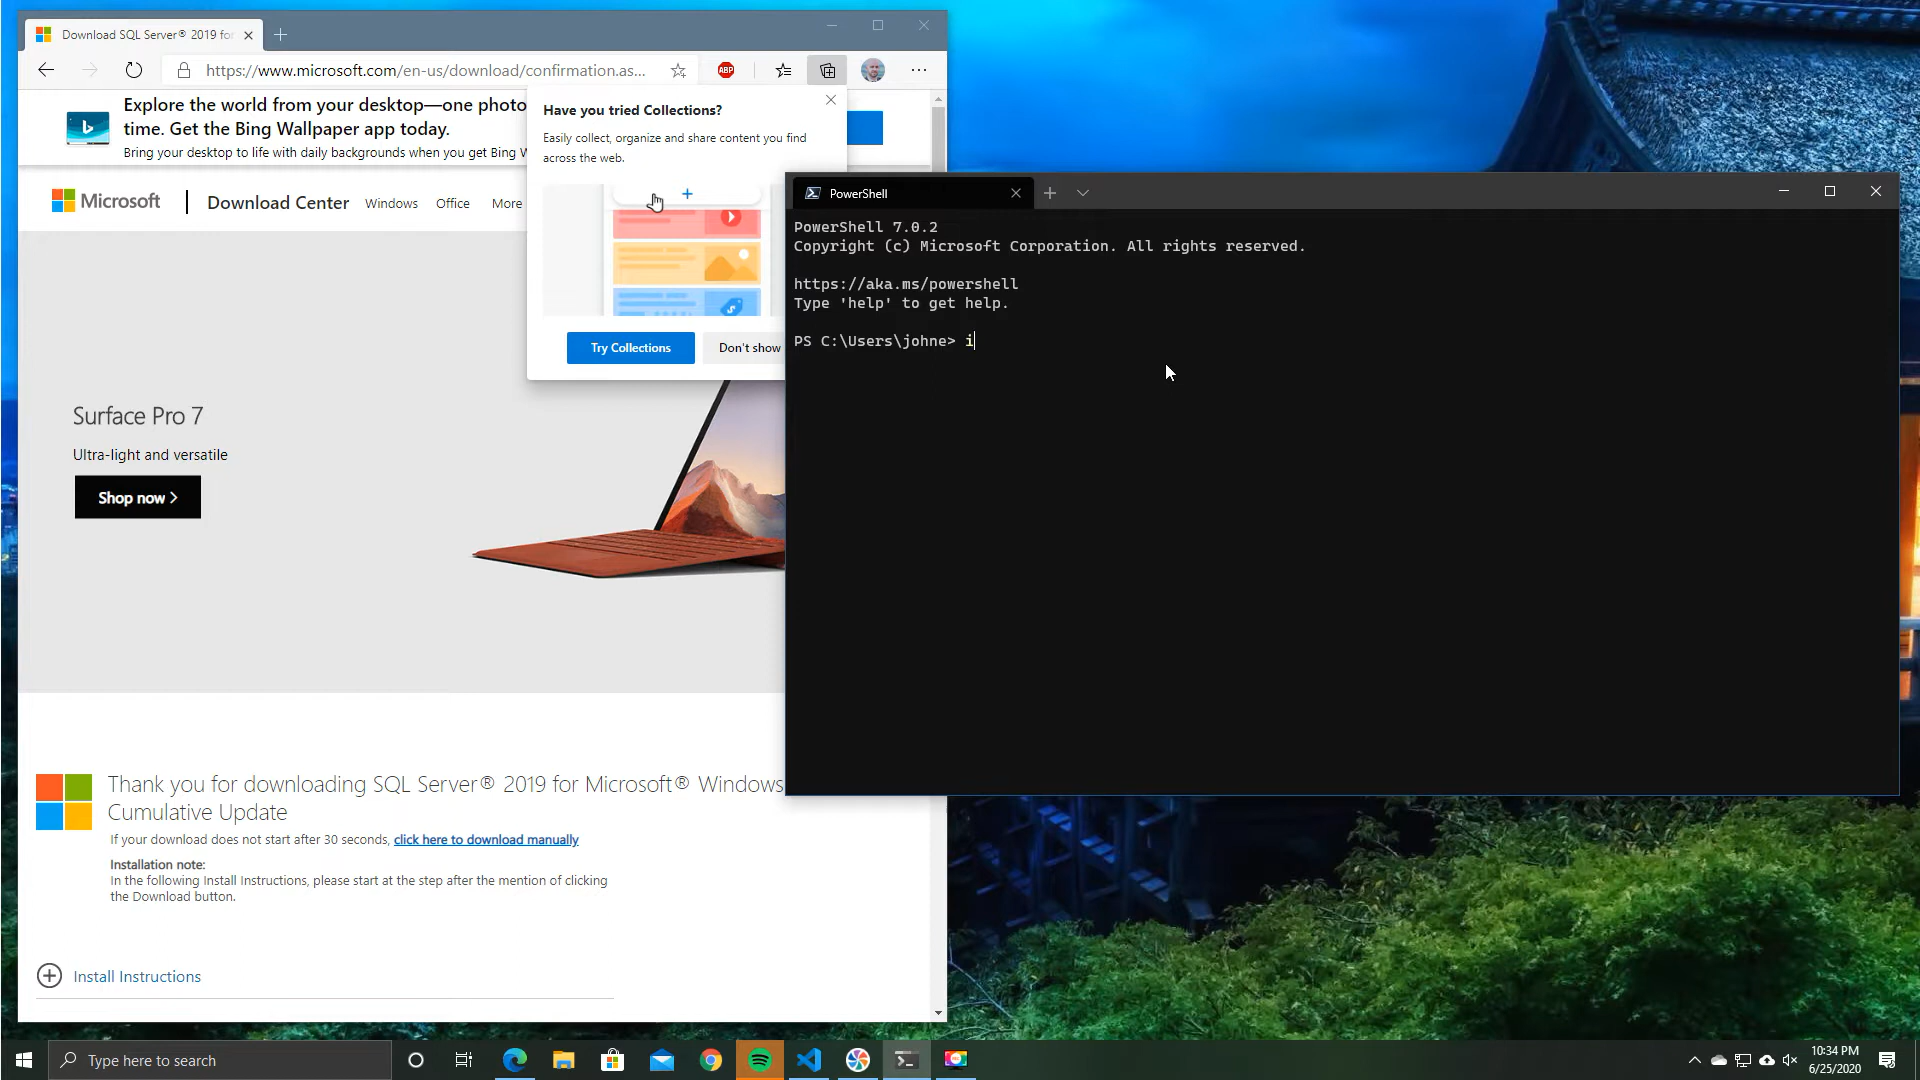 Download SQL Server® 2019 for
https://www.microsoft.com/en-us/download/confirmation.as...
ABP
Explore the world from your desktop—one photo
time. Get the Bing Wallpaper app today.
Bring your desktop to life with daily backgrounds when you get Bing W
Have you tried Collections?
Easily collect, organize and share content you find
across the web.
Try Collections
Don't show
Microsoft
Download Center
Windows
Office
More
Surface Pro 7
Ultra-light and versatile
Shop now
Thank you for downloading SQL Server® 2019 for Microsoft® Windows
Cumulative Update
If your download does not start after 30 seconds, click here to download manually
Installation note:
In the following Install Instructions, please start at the step after the mention of clicking
the Download button.
Install Instructions
PowerShell
PowerShell 7.0.2
Copyright (c) Microsoft Corporation. All rights reserved.
https://aka.ms/powershell
Type 'help' to get help.
PS C:\Users\johne> i
Type here to search
10:34 PM
6/25/2020